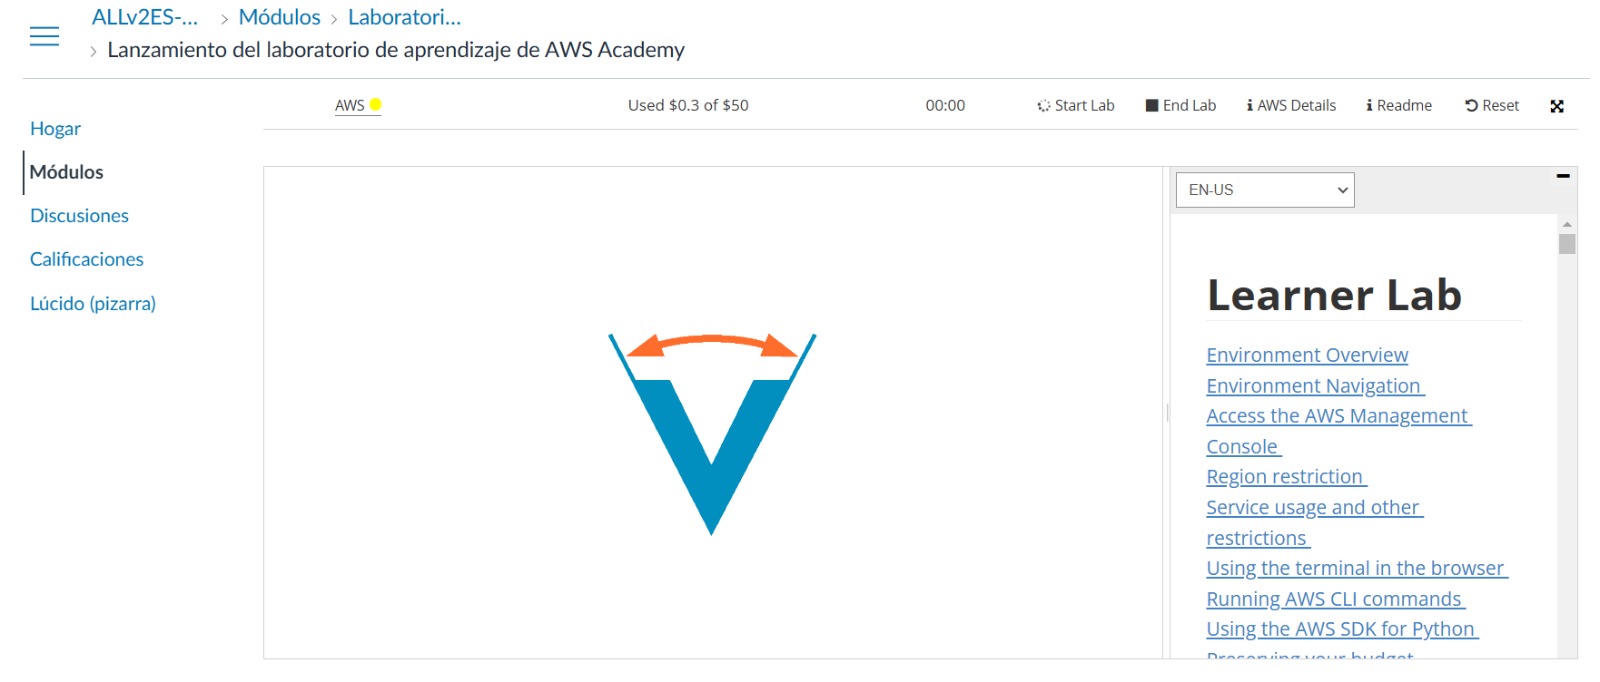 ALLv2ES-... > Módulos > Laboratori...
> Lanzamiento del laboratorio de aprendizaje de AWS Academy
AWS Used $0.3 of $50 00:00 Start Lab End Lab AWS Details Readme Reset
Hogar
Módulos
Discusiones
Calificaciones
Lúcido (pizarra)
EN-US
Learner Lab
Environment Overview
Environment Navigation
Access the AWS Management
Console
Region restriction
Service usage and other
restrictions
Using the terminal in the browser
Running AWS CLI commands
Using the AWS SDK for Python
Preserving your budget